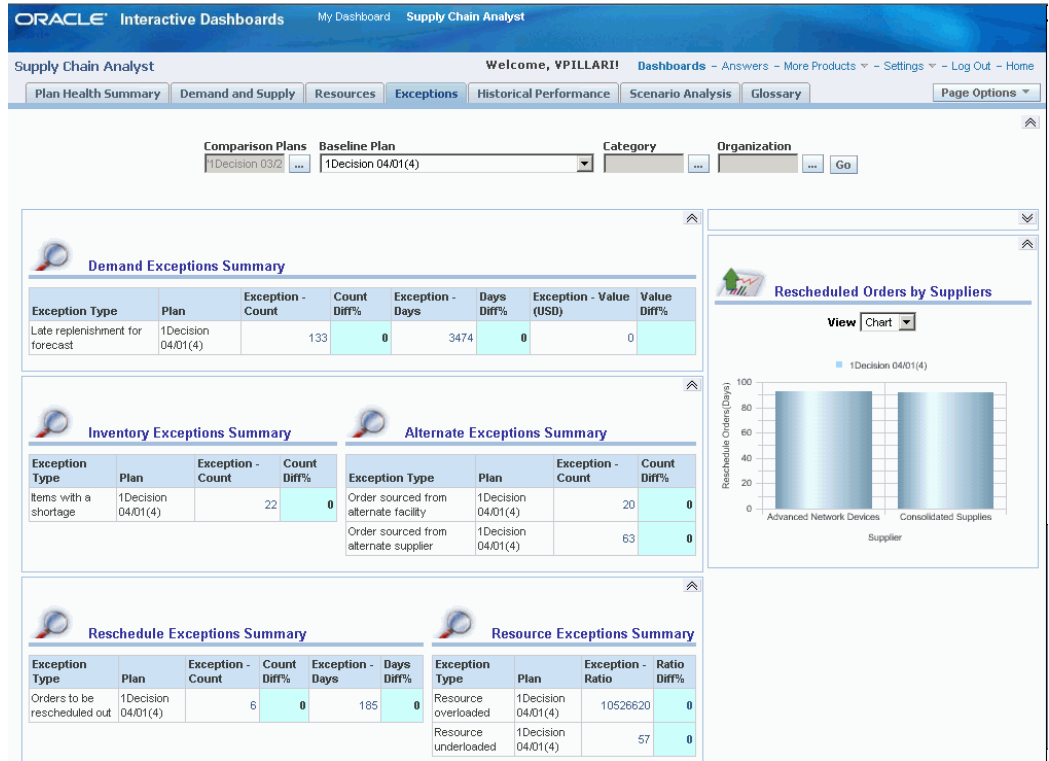 ORACLE Interactive Dashboards My Dashboard Supply Chain Analyst
Supply Chain Analyst Welcome, VPILLARI! Dashboards - Answers - More Products - Settings - Log Out - Home
Plan Health Summary Demand and Supply Resources Exceptions Historical Performance Scenario Analysis Glossary Page Options
Comparison Plans Baseline Plan Category Organization
'1Decision 03/2 ... 1Decision 04/01(4) ... ... Go
Demand Exceptions Summary
Exception Type Plan Exception - Count Count Diff% Exception - Days Days Diff% Exception - Value (USD) Value Diff%
Late replenishment for forecast 1Decision 04/01(4) 133 0 3474 0 0
Inventory Exceptions Summary
Exception Type Plan Exception - Count Count Diff%
Items with a shortage 1Decision 04/01(4) 22 0
Alternate Exceptions Summary
Exception Type Plan Exception - Count Count Diff%
Order sourced from alternate facility 1Decision 04/01(4) 20 0
Order sourced from alternate supplier 1Decision 04/01(4) 63 0
Reschedule Exceptions Summary
Exception Type Plan Exception - Count Count Diff% Exception - Days Days Diff%
Orders to be rescheduled out 1Decision 04/01(4) 6 0 185 0
Resource Exceptions Summary
Exception Type Plan Exception - Ratio Ratio Diff%
Resource overloaded 1Decision 04/01(4) 10526620 0
Resource underloaded 1Decision 04/01(4) 57 0
Rescheduled Orders by Suppliers
View Chart
1Decision 04/01(4)
Reschedule Orders(Days)
100
80
60
40
20
0
Advanced Network Devices Consolidated Supplies
Supplier